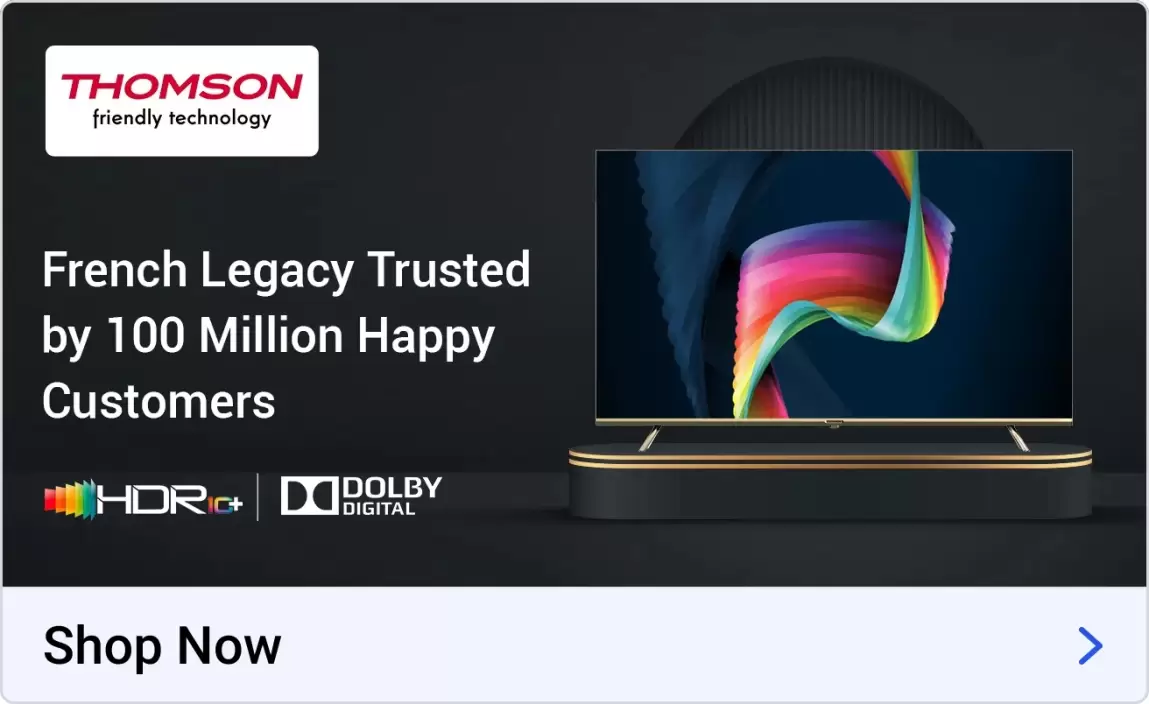 THOMSON
friendly technology
French Legacy Trusted
by 100 Million Happy
Customers
HDR10+
DOLBY
DIGITAL
Shop Now